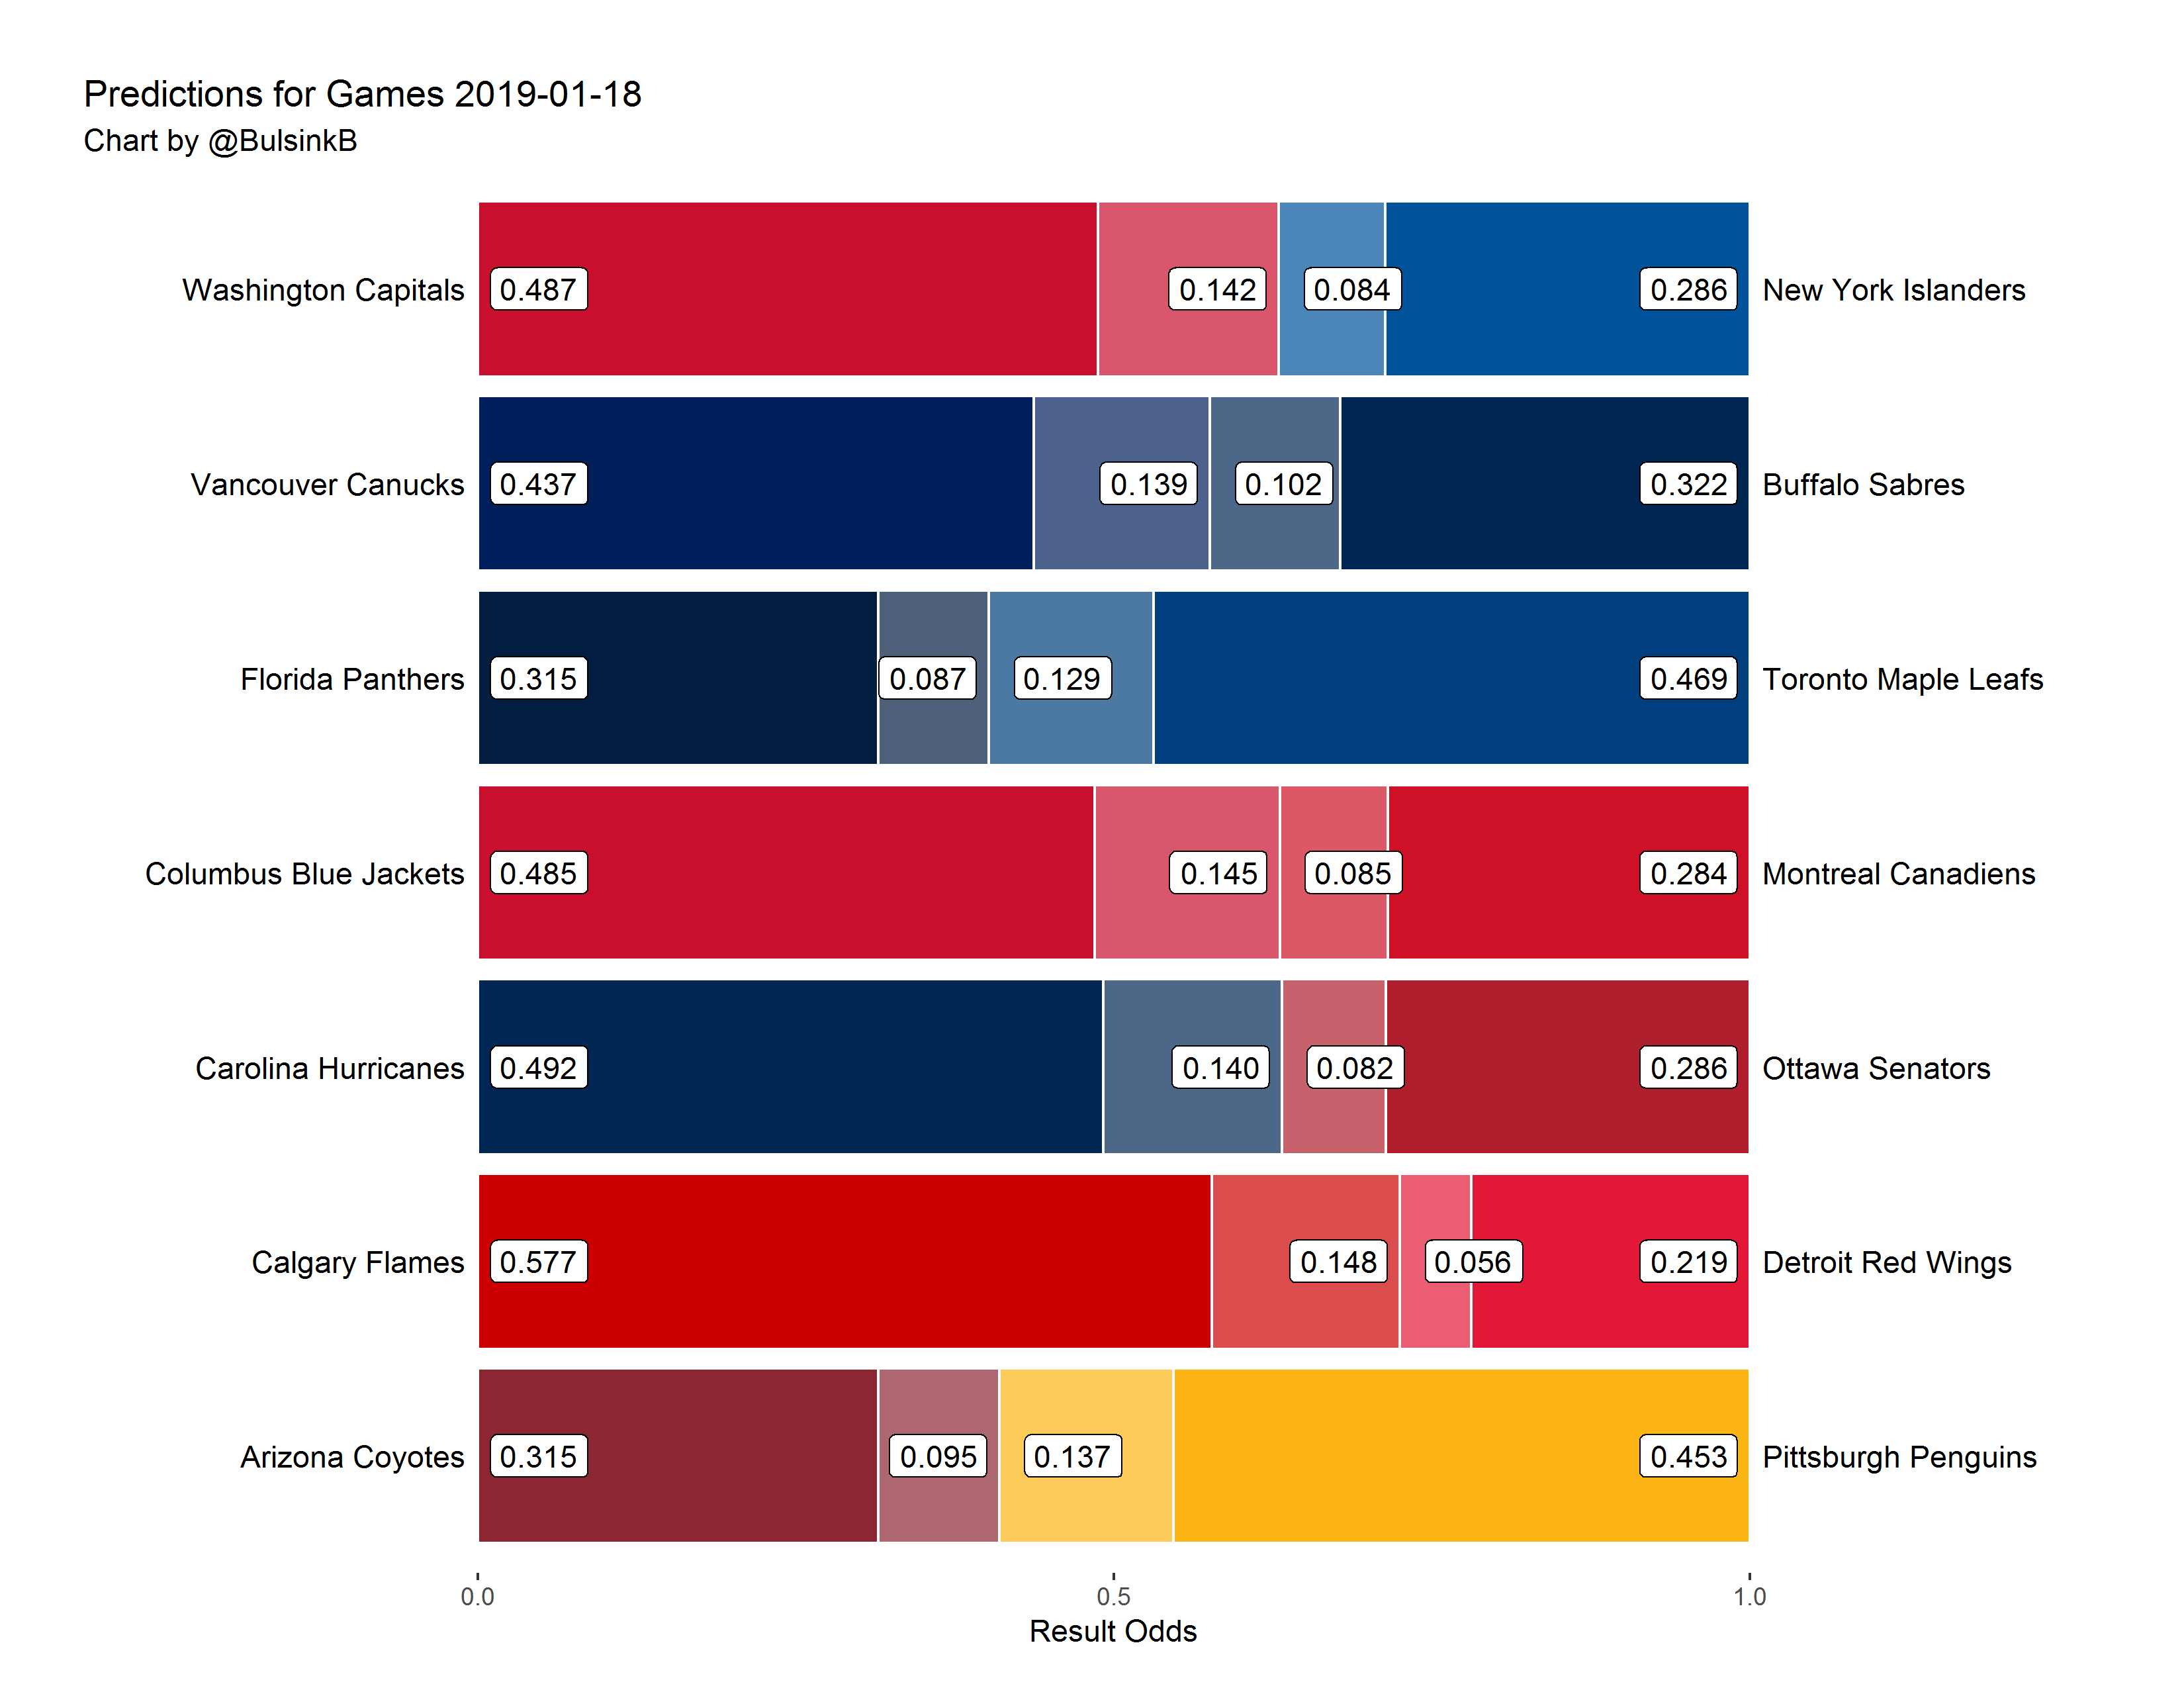 Predictions for Games 2019-01-18
Chart by @BulsinkB
Washington Capitals 0.487 0.142 0.084 0.286 New York Islanders
Vancouver Canucks 0.437 0.139 0.102 0.322 Buffalo Sabres
Florida Panthers 0.315 0.087 0.129 0.469 Toronto Maple Leafs
Columbus Blue Jackets 0.485 0.145 0.085 0.284 Montreal Canadiens
Carolina Hurricanes 0.492 0.140 0.082 0.286 Ottawa Senators
Calgary Flames 0.577 0.148 0.056 0.219 Detroit Red Wings
Arizona Coyotes 0.315 0.095 0.137 0.453 Pittsburgh Penguins
0.0 0.5 1.0
Result Odds